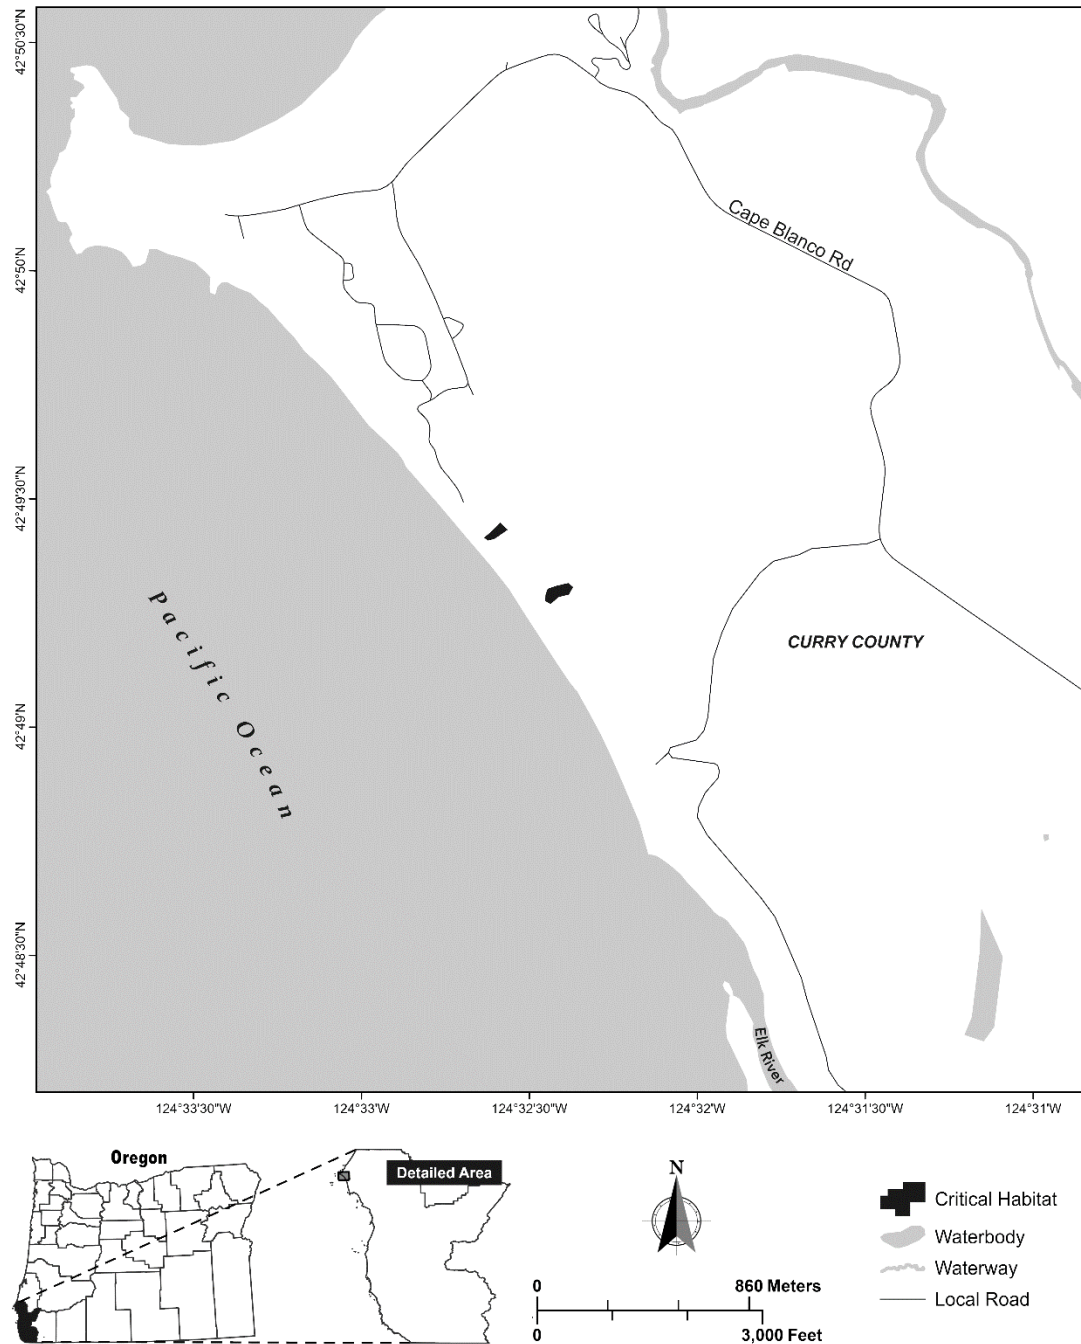 42°50'30"N
42°50'N
42°49'30"N
42°49'N
42°48'30"N
Cape Blanco Rd
CURRY COUNTY
Pacific Ocean
Elk River
124°33'30"W
124°33'W
124°32'30"W
124°32'W
124°31'30"W
124°31'W
Oregon
Detailed Area
N
0
860 Meters
0
3,000 Feet
Critical Habitat
Waterbody
Waterway
Local Road